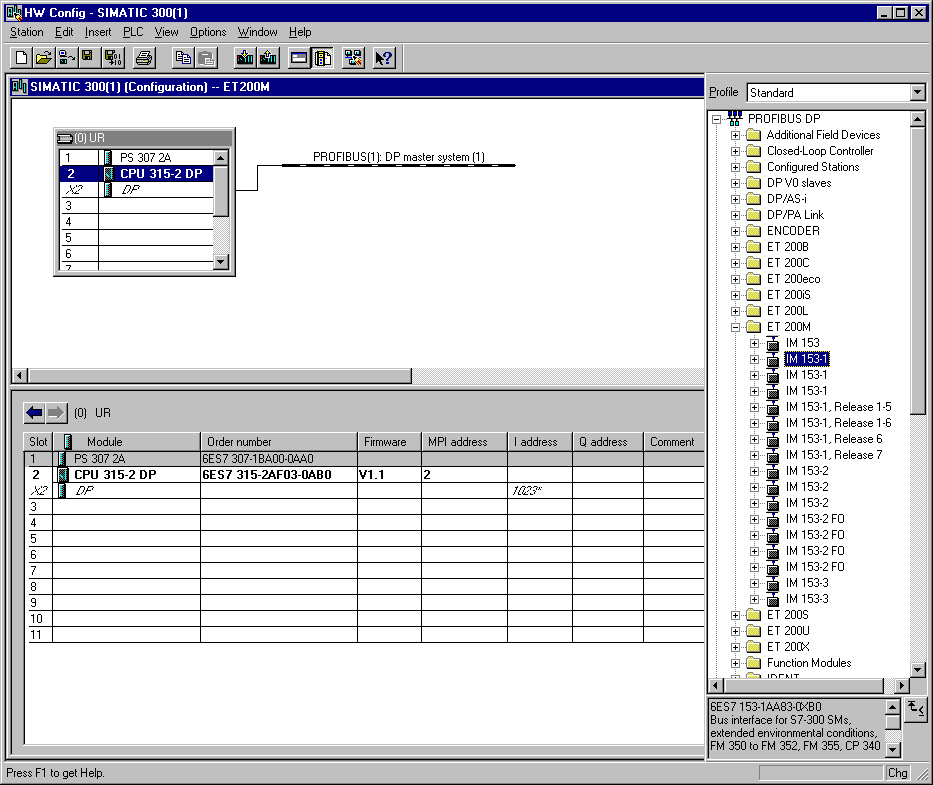 HW Config - SIMATIC 300(1)
Station Edit Insert PLC View Options Window Help
SIMATIC 300(1) (Configuration) -- ET200M
(0) UR
1 PS 307 2A
2 CPU 315-2 DP
X2 DP
3
4
5
6
7
PROFIBUS(1): DP master system (1)
(0) UR
Slot Module Order number Firmware MPI address I address Q address Comment
1 PS 307 2A 6ES7 307-1BA00-0AA0
2 CPU 315-2 DP 6ES7 315-2AF03-0AB0 V1.1 2
X2 DP 1023*
3
4
5
6
7
8
9
10
11
Profile Standard
PROFIBUS DP
Additional Field Devices
Closed-Loop Controller
Configured Stations
DP V0 slaves
DP/AS-i
DP/PA Link
ENCODER
ET 200B
ET 200C
ET 200eco
ET 200iS
ET 200L
ET 200M
IM 153
IM 153-1
IM 153-1
IM 153-1
IM 153-1, Release 1-5
IM 153-1, Release 1-6
IM 153-1, Release 6
IM 153-1, Release 7
IM 153-2
IM 153-2
IM 153-2
IM 153-2 FO
IM 153-2 FO
IM 153-2 FO
IM 153-2 FO
IM 153-3
IM 153-3
ET 200S
ET 200U
ET 200X
Function Modules
IDENT
6ES7 153-1AA83-0XB0
Bus interface for S7-300 SMs,
extended environmental conditions,
FM 350 to FM 352, FM 355, CP 340
Press F1 to get Help.
Chg